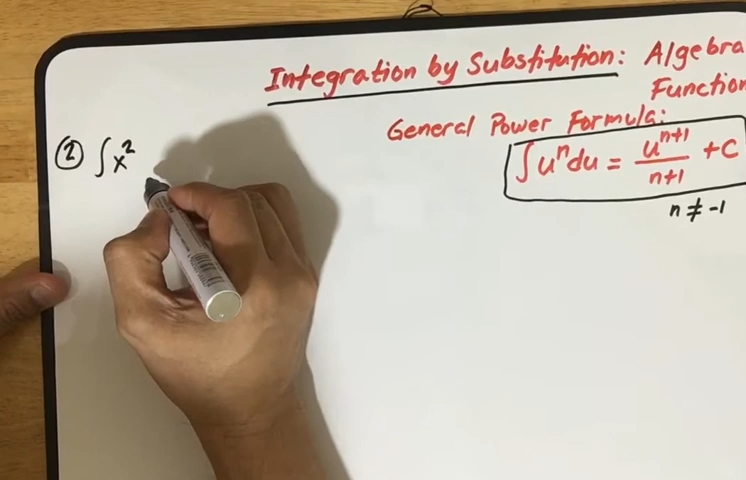 Integration by Substitution: Algebra
Function
General Power Formula:
∫uⁿdu = uⁿ⁺¹/n+1 + C
n ≠ -1
② ∫x²